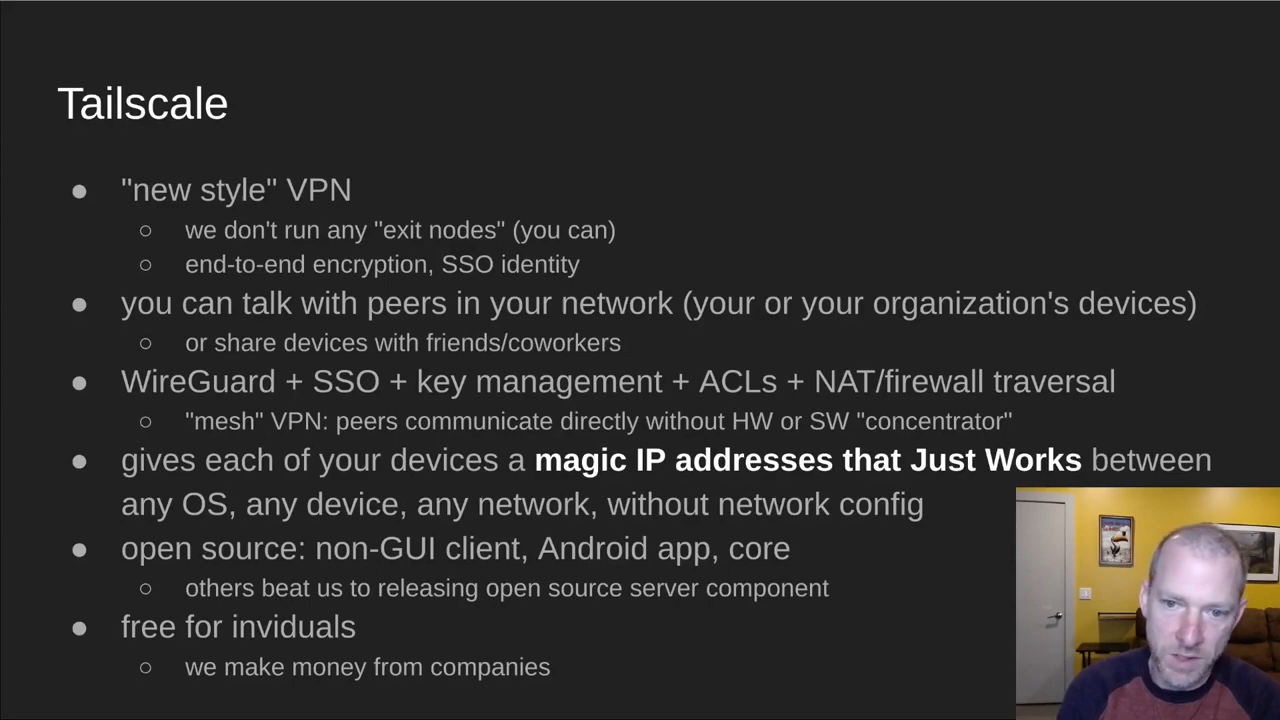 Tailscale
● "new style" VPN
○ we don't run any "exit nodes" (you can)
○ end-to-end encryption, SSO identity
● you can talk with peers in your network (your or your organization's devices)
○ or share devices with friends/coworkers
● WireGuard + SSO + key management + ACLs + NAT/firewall traversal
○ "mesh" VPN: peers communicate directly without HW or SW "concentrator"
● gives each of your devices a magic IP addresses that Just Works between
any OS, any device, any network, without network config
● open source: non-GUI client, Android app, core
○ others beat us to releasing open source server component
● free for inviduals
○ we make money from companies